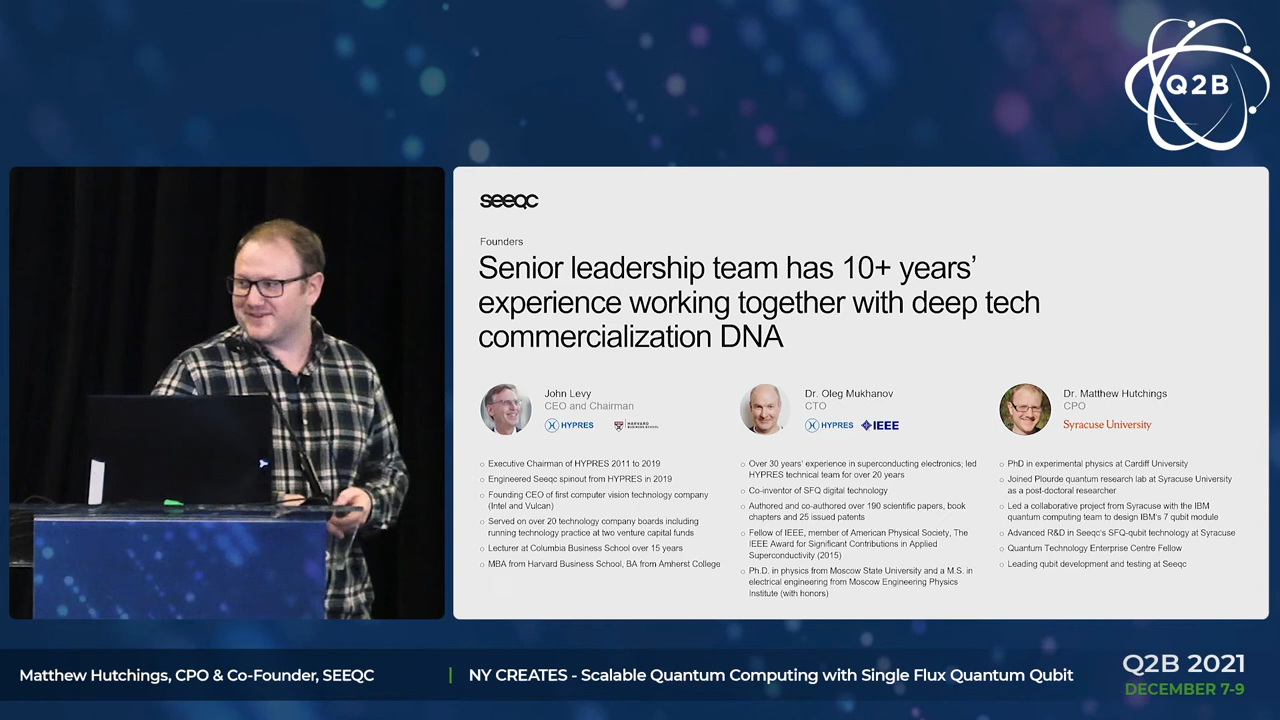 Q2B
seeqc
Founders
Senior leadership team has 10+ years'
experience working together with deep tech
commercialization DNA
John Levy
CEO and Chairman
HYPRES
HARVARD
BUSINESS SCHOOL
○ Executive Chairman of HYPRES 2011 to 2019
○ Engineered Seeqc spinout from HYPRES in 2019
○ Founding CEO of first computer vision technology company
(Intel and Vulcan)
○ Served on over 20 technology company boards including
running technology practice at two venture capital funds
○ Lecturer at Columbia Business School over 15 years
○ MBA from Harvard Business School, BA from Amherst College
Dr. Oleg Mukhanov
CTO
HYPRES IEEE
○ Over 30 years' experience in superconducting electronics; led
HYPRES technical team for over 20 years
○ Co-inventor of SFQ digital technology
○ Authored and co-authored over 190 scientific papers, book
chapters and 25 issued patents
○ Fellow of IEEE, member of American Physical Society, The
IEEE Award for Significant Contributions in Applied
Superconductivity (2015)
○ Ph.D. in physics from Moscow State University and a M.S. in
electrical engineering from Moscow Engineering Physics
Institute (with honors)
Dr. Matthew Hutchings
CPO
Syracuse University
○ PhD in experimental physics at Cardiff University
○ Joined Plourde quantum research lab at Syracuse University
as a post-doctoral researcher
○ Led a collaborative project from Syracuse with the IBM
quantum computing team to design IBM's 7 qubit module
○ Advanced R&D in Seeqc's SFQ-qubit technology at Syracuse
○ Quantum Technology Enterprise Centre Fellow
○ Leading qubit development and testing at Seeqc
Matthew Hutchings, CPO & Co-Founder, SEEQC
NY CREATES - Scalable Quantum Computing with Single Flux Quantum Qubit
Q2B 2021
DECEMBER 7-9